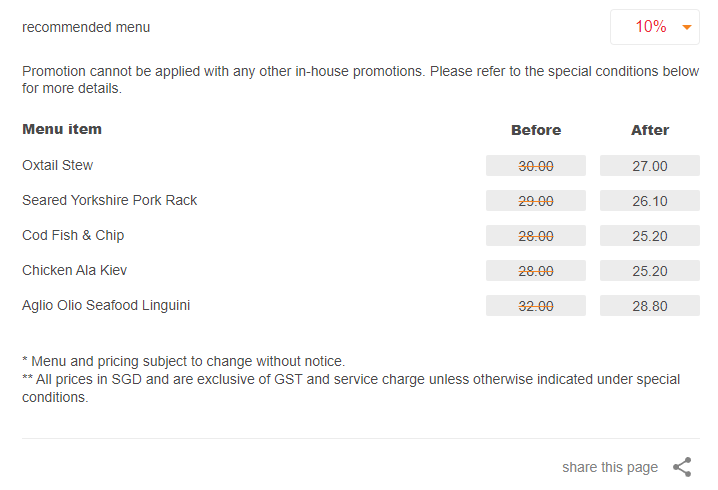 recommended menu 10%
Promotion cannot be applied with any other in-house promotions. Please refer to the special conditions below
for more details.
Menu item Before After
Oxtail Stew 30.00 27.00
Seared Yorkshire Pork Rack 29.00 26.10
Cod Fish & Chip 28.00 25.20
Chicken Ala Kiev 28.00 25.20
Aglio Olio Seafood Linguini 32.00 28.80
* Menu and pricing subject to change without notice.
** All prices in SGD and are exclusive of GST and service charge unless otherwise indicated under special
conditions.
share this page